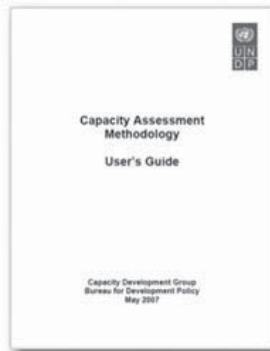 U N
D P
Capacity Assessment
Methodology
User's Guide
Capacity Development Group
Bureau for Development Policy
May 2007